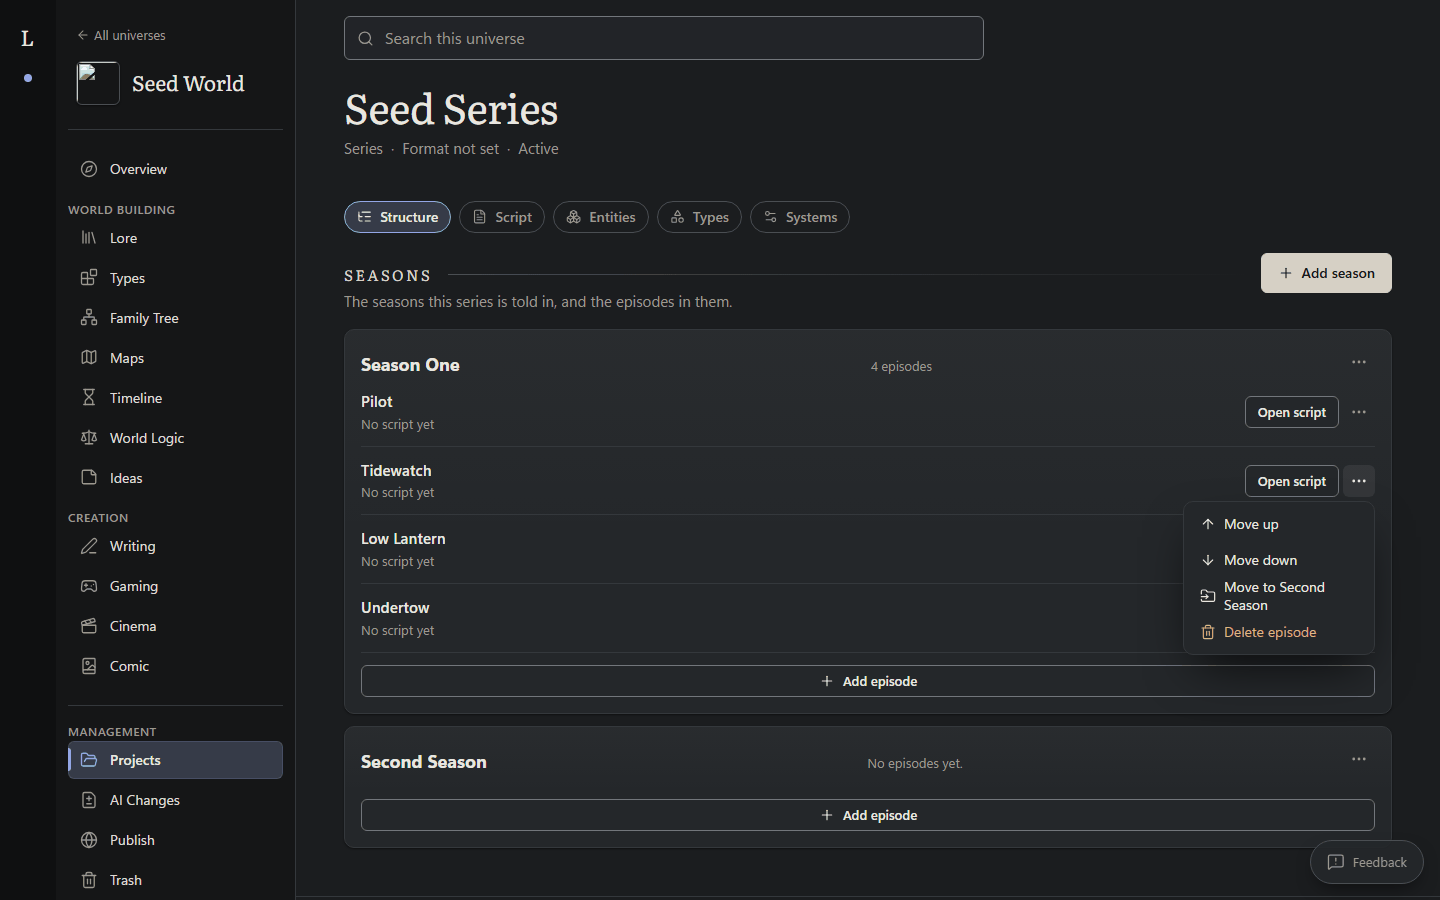 L
All universes
Seed World
Overview
WORLD BUILDING
Lore
Types
Family Tree
Maps
Timeline
World Logic
Ideas
CREATION
Writing
Gaming
Cinema
Comic
MANAGEMENT
Projects
AI Changes
Publish
Trash
Search this universe
Seed Series
Series · Format not set · Active
Structure
Script
Entities
Types
Systems
SEASONS
Add season
The seasons this series is told in, and the episodes in them.
Season One
4 episodes
Pilot
No script yet
Open script
Tidewatch
No script yet
Open script
Move up
Move down
Move to Second
Season
Delete episode
Low Lantern
No script yet
Undertow
No script yet
Add episode
Second Season
No episodes yet.
Add episode
Feedback